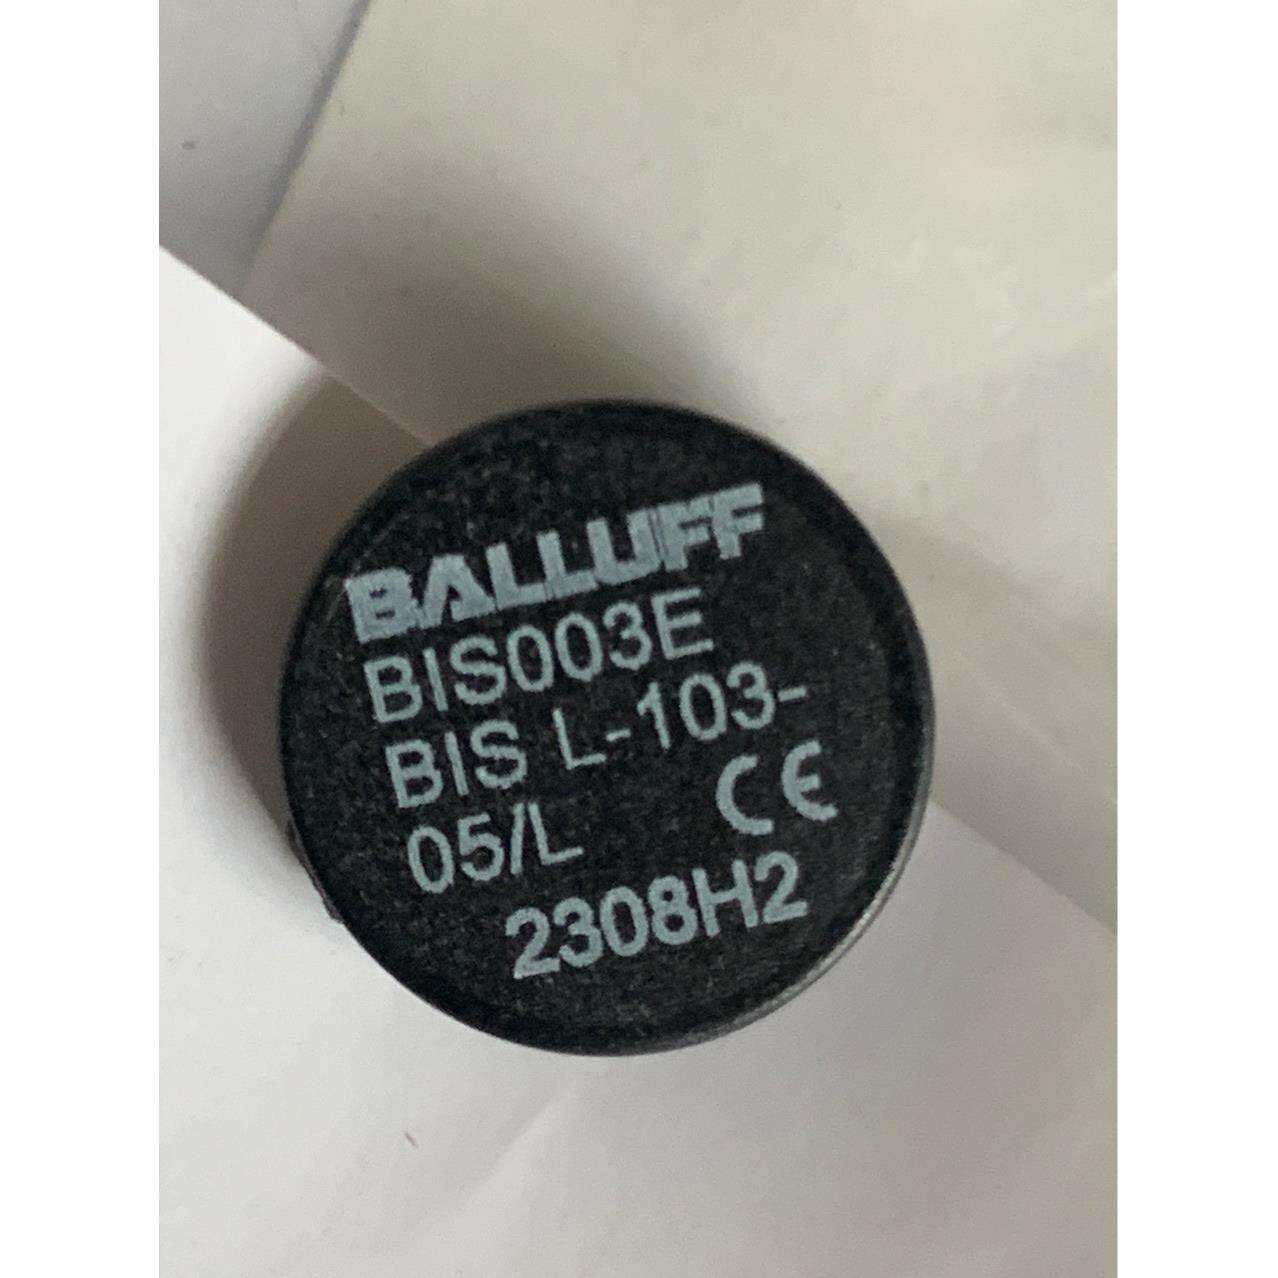 BALLUFF
BIS003E
BIS L-103-
05/L CE
2308H2